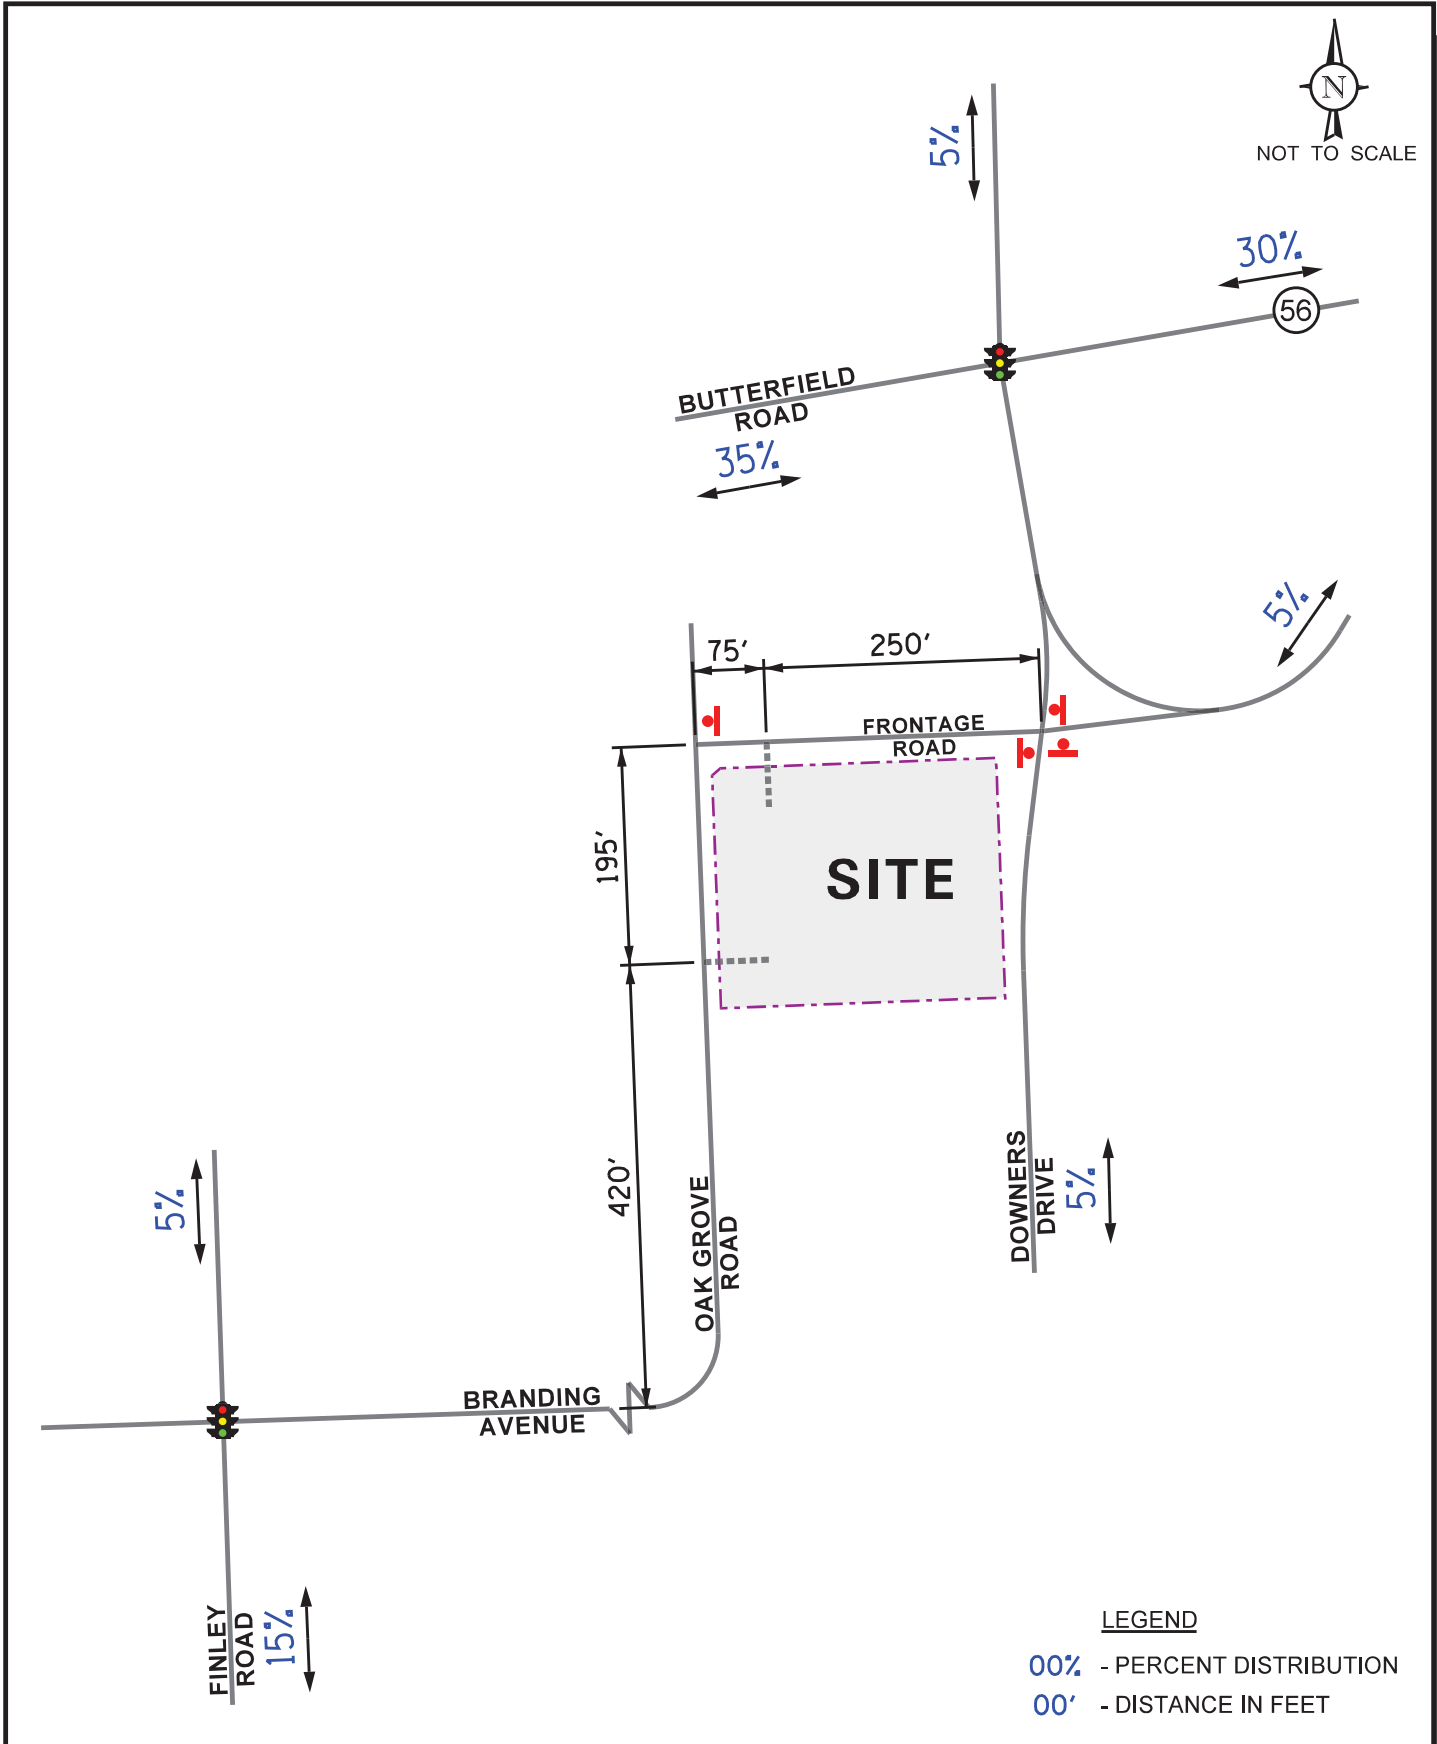 N
NOT TO SCALE
5%
30%
56
BUTTERFIELD
ROAD
35%
5%
75'
250'
FRONTAGE
ROAD
195'
SITE
420'
OAK GROVE
ROAD
DOWNERS
DRIVE
5%
5%
BRANDING
AVENUE
FINLEY
ROAD
15%
LEGEND
00% - PERCENT DISTRIBUTION
00' - DISTANCE IN FEET